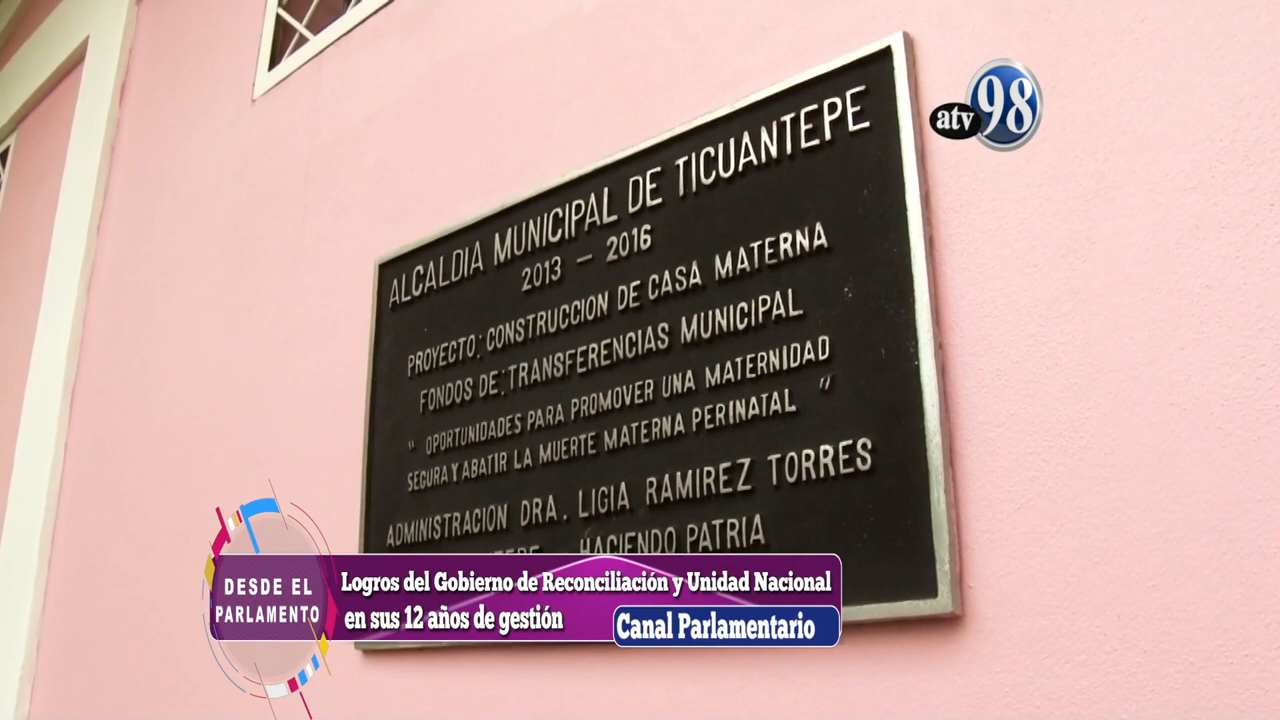 atv 98
ALCALDIA MUNICIPAL DE TICUANTEPE
2013 – 2016
PROYECTO: CONSTRUCCION DE CASA MATERNA
FONDOS DE: TRANSFERENCIAS MUNICIPAL
" OPORTUNIDADES PARA PROMOVER UNA MATERNIDAD
SEGURA Y ABATIR LA MUERTE MATERNA PERINATAL "
ADMINISTRACION DRA. LIGIA RAMIREZ TORRES
HACIENDO PATRIA
DESDE EL
PARLAMENTO
Logros del Gobierno de Reconciliación y Unidad Nacional
en sus 12 años de gestión
Canal Parlamentario